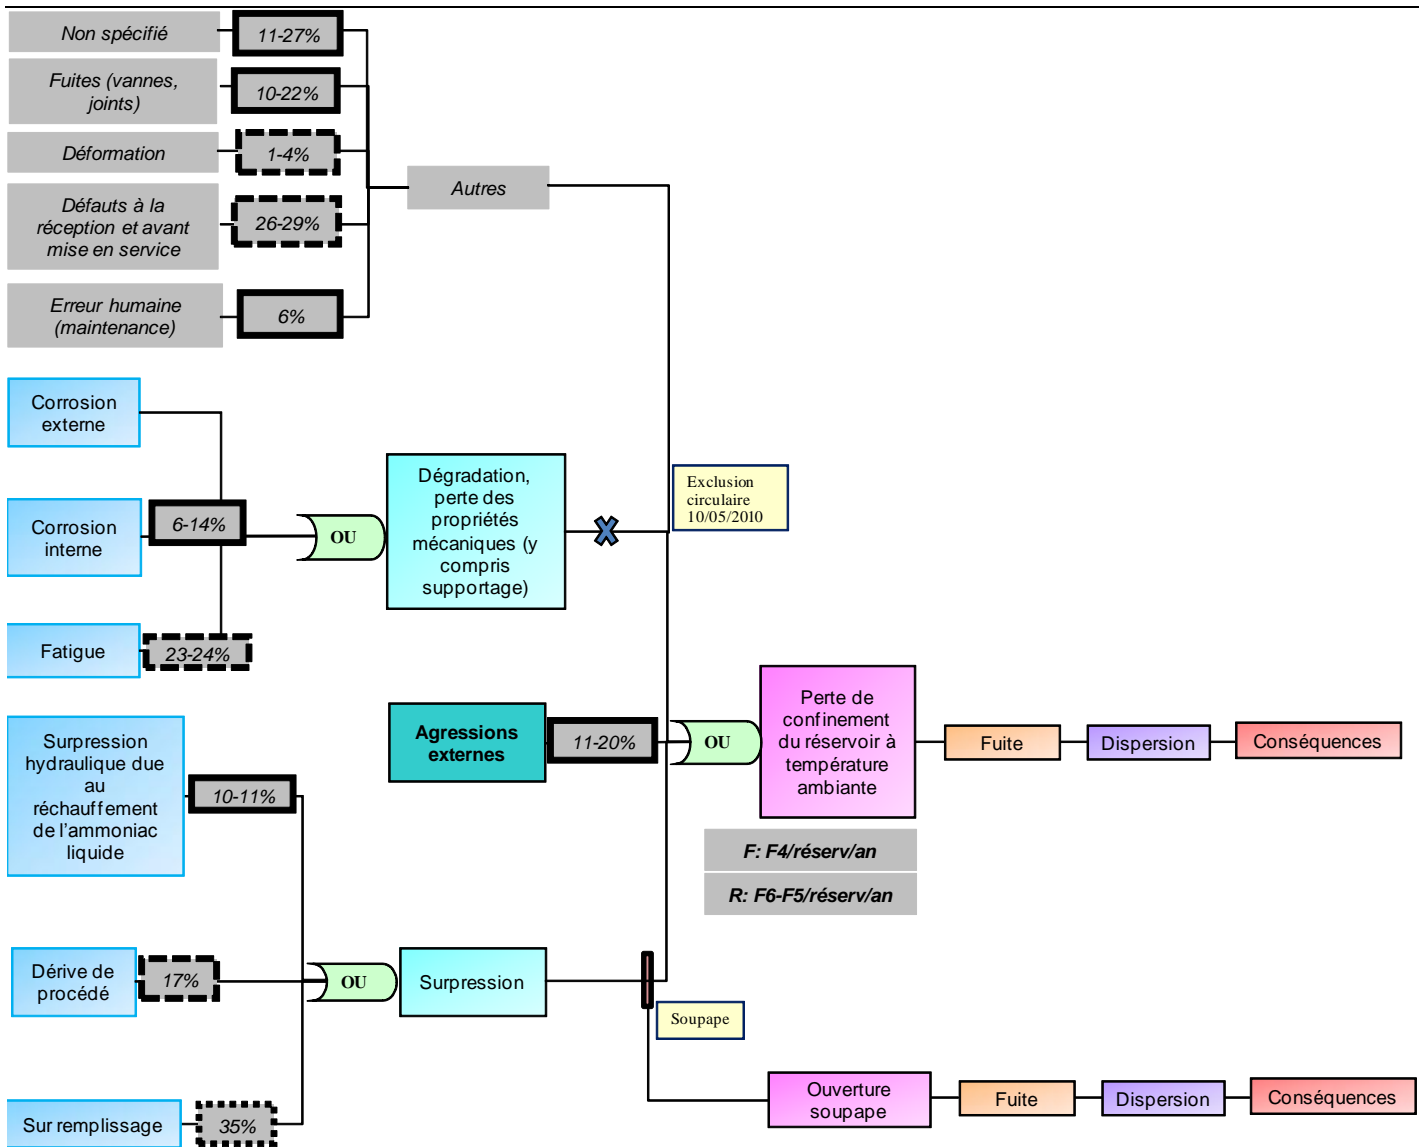 Non spécifié
11-27%
Fuites (vannes,
joints)
10-22%
Déformation
1-4%
Défauts à la
réception et avant
mise en service
26-29%
Erreur humaine
(maintenance)
6%
Autres
Corrosion
externe
Corrosion
interne
6-14%
Fatigue
23-24%
OU
Dégradation,
perte des
propriétés
mécaniques (y
compris
supportage)
Exclusion
circulaire
10/05/2010
Agressions
externes
11-20%
OU
Perte de
confinement
du réservoir à
température
ambiante
Fuite
Dispersion
Conséquences
F: F4/réserv/an
R: F6-F5/réserv/an
Surpression
hydraulique due
au
réchauffement
de l'ammoniac
liquide
10-11%
Dérive de
procédé
17%
OU
Surpression
Soupape
Sur remplissage
35%
Ouverture
soupape
Fuite
Dispersion
Conséquences